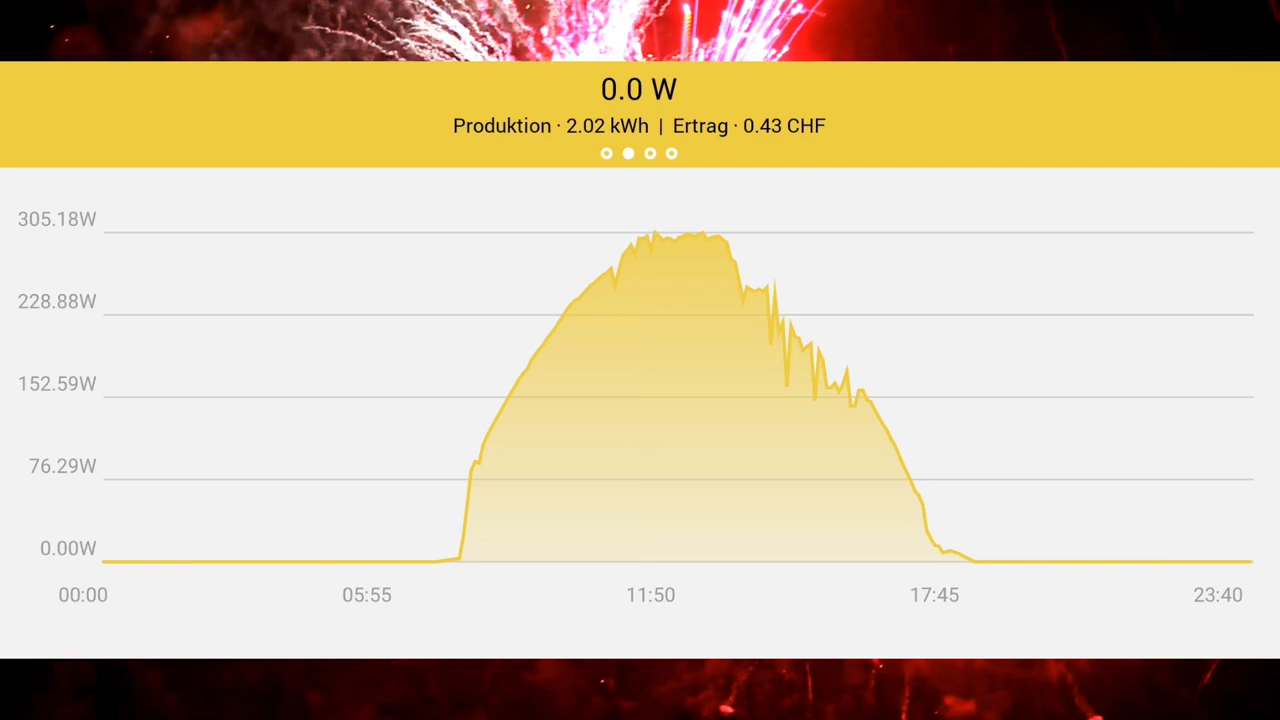 0.0 W
Produktion · 2.02 kWh | Ertrag · 0.43 CHF
305.18W
228.88W
152.59W
76.29W
0.00W
00:00 05:55 11:50 17:45 23:40